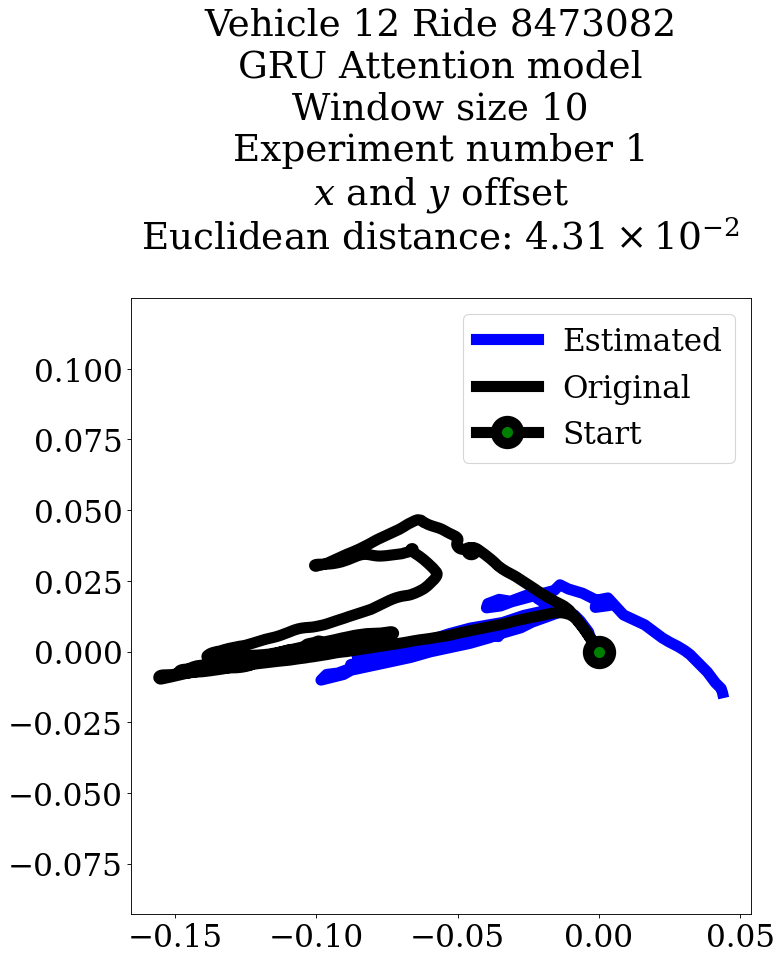 Vehicle 12 Ride 8473082
GRU Attention model
Window size 10
Experiment number 1
x and y offset
Euclidean distance: 4.31 × 10⁻²
Estimated
Original
Start
0.100
0.075
0.050
0.025
0.000
−0.025
−0.050
−0.075
−0.15 −0.10 −0.05 0.00 0.05